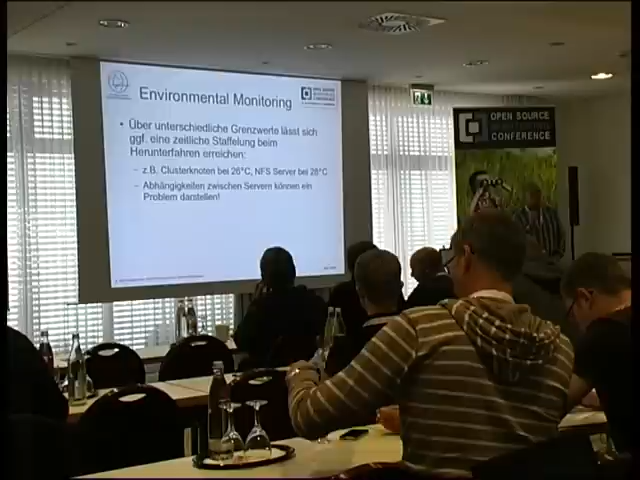 Environmental Monitoring
• Über unterschiedliche Grenzwerte lässt sich
ggf. eine zeitliche Staffelung beim
Herunterfahren erreichen:
– z.B. Clusterknoten bei 26°C, NFS Server bei 28°C
– Abhängigkeiten zwischen Servern können ein
Problem darstellen!
OPEN SOURCE
CONFERENCE